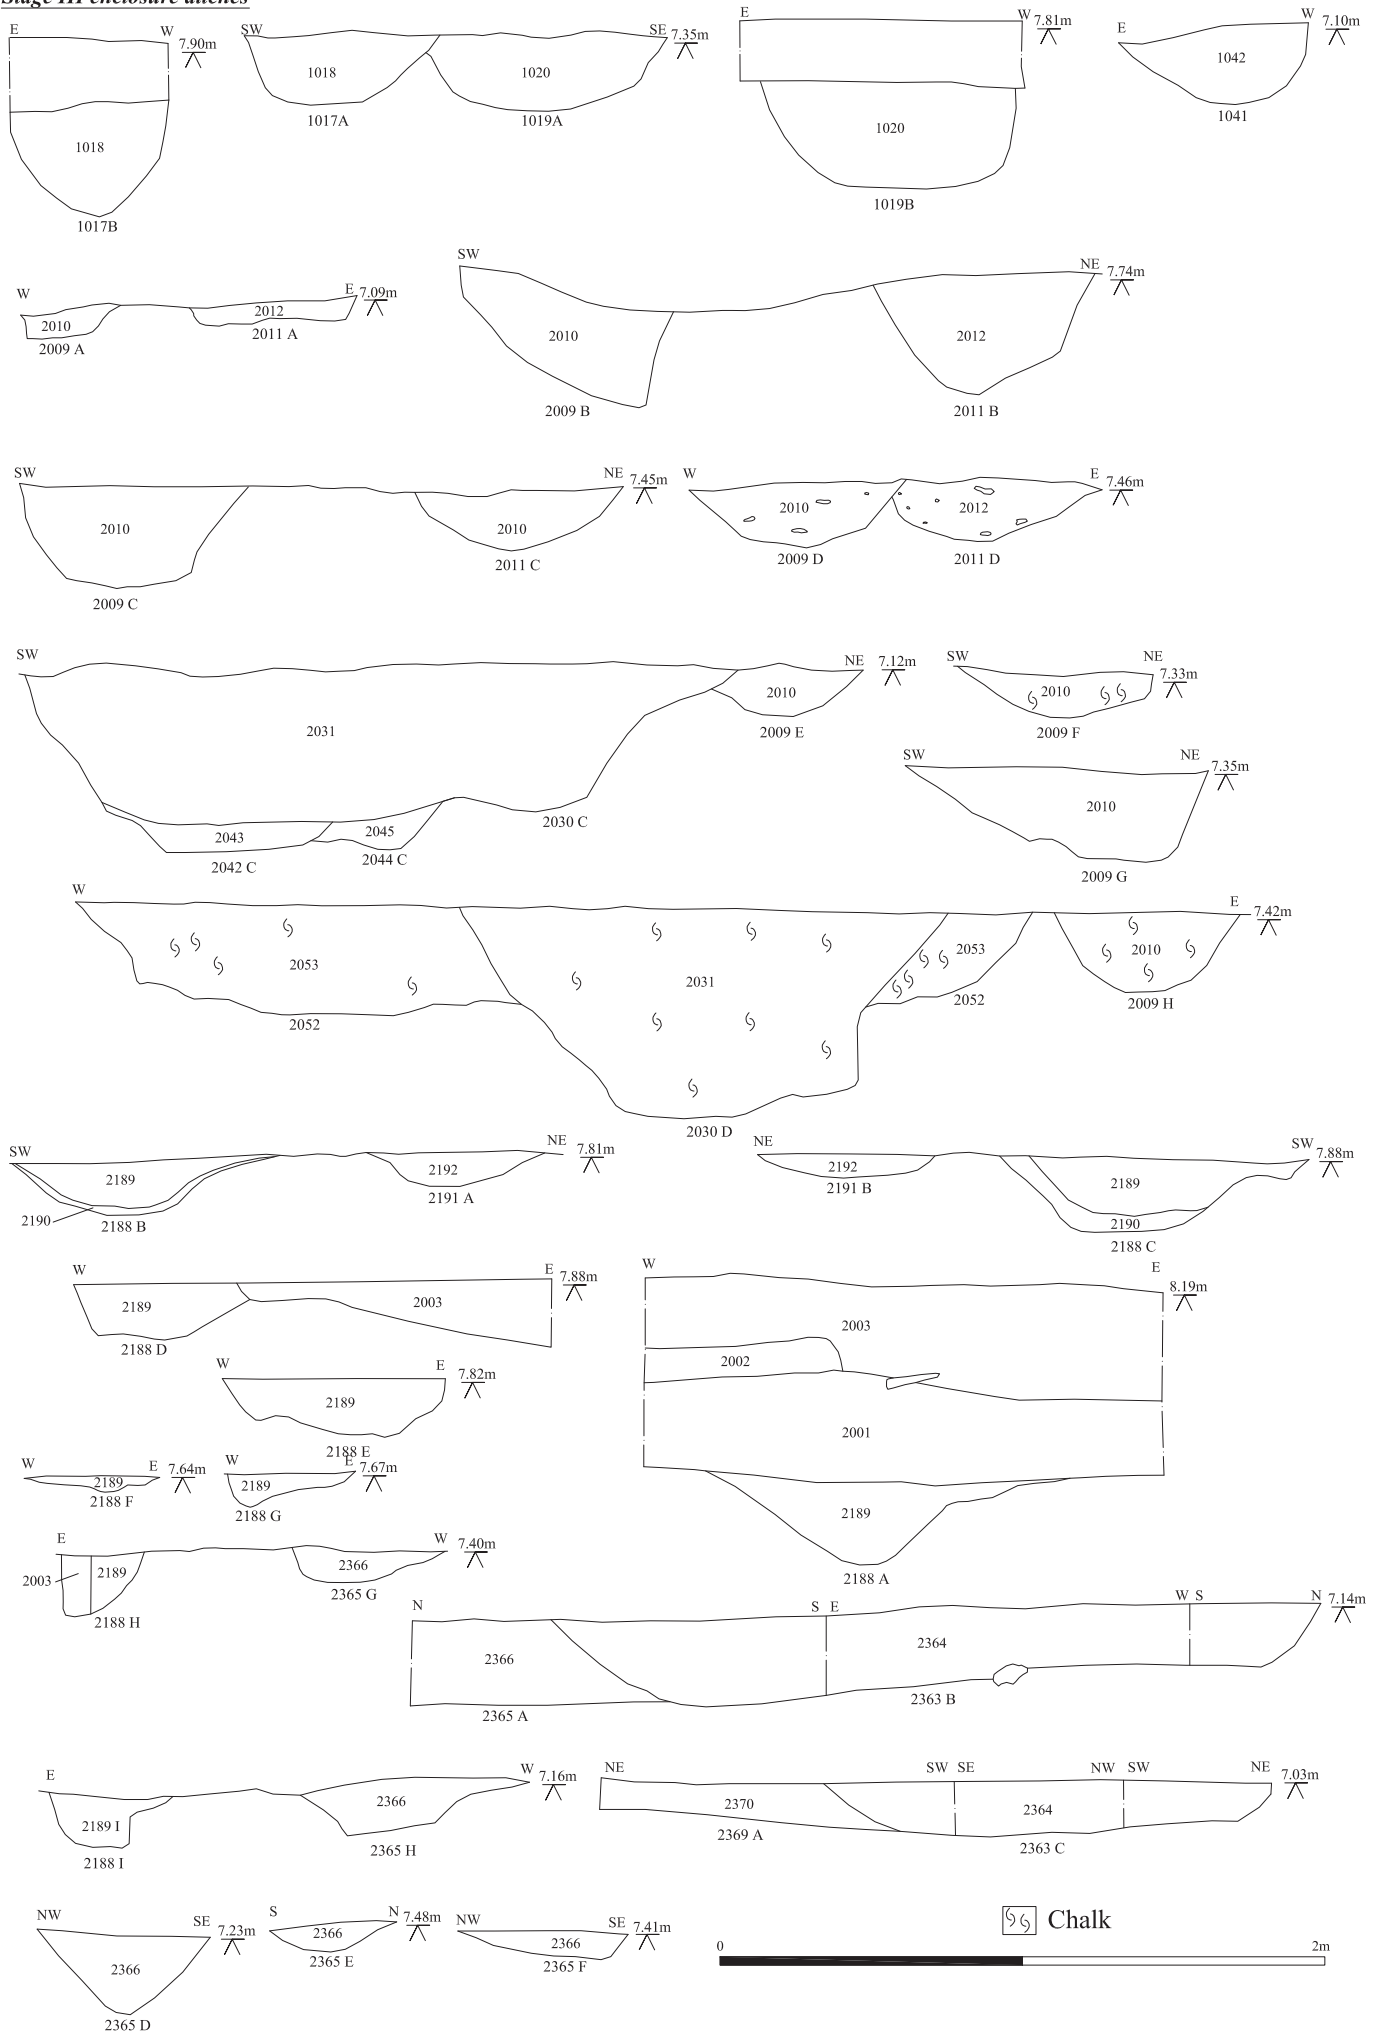 Stage III enclosure ditches
E W 7.90m
1018
1017B
SW SE 7.35m
1018 1020
1017A 1019A
E W 7.81m
1020
1019B
E W 7.10m
1042
1041
W E 7.09m
2010 2012
2009 A 2011 A
SW NE 7.74m
2010 2012
2009 B 2011 B
SW NE 7.45m
2010 2010
2009 C 2011 C
W E 7.46m
2010 2012
2009 D 2011 D
SW NE 7.12m
2031 2010
2009 E
2043 2045 2030 C
2042 C 2044 C
SW NE 7.33m
2010
2009 F
SW NE 7.35m
2010
2009 G
W E 7.42m
2053 2031 2053 2010
2052 2052 2009 H
2030 D
SW NE 7.81m
2189 2192
2190 2188 B 2191 A
NE SW 7.88m
2192 2189
2191 B 2190
2188 C
W E 7.88m
2189 2003
2188 D
W E 8.19m
2003
2002
2001
2189
2188 A
W E 7.82m
2189
2188 E
W E 7.64m
2189
2188 F
W E 7.67m
2189
2188 G
E W 7.40m
2003 2189 2366
2188 H 2365 G
N S E W S N 7.14m
2366 2364
2365 A 2363 B
E W 7.16m
2189 I 2366
2188 I 2365 H
NE SW SE NW SW NE 7.03m
2370 2364
2369 A 2363 C
NW SE 7.23m
2366
2365 D
S N 7.48m
2366
2365 E
NW SE 7.41m
2366
2365 F
Chalk
0 2m